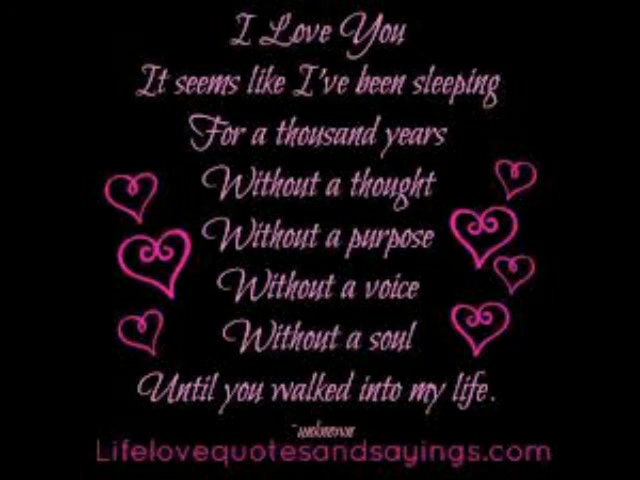 I Love You
It seems like I've been sleeping
For a thousand years
Without a thought
Without a purpose
Without a voice
Without a soul
Until you walked into my life.
~unknown
Lifelovequotesandsayings.com